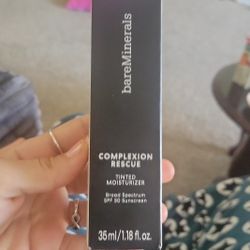 bareMinerals
COMPLEXION
RESCUE
TINTED
MOISTURIZER
Broad Spectrum
SPF 30 Sunscreen
35ml/1.18 fl. oz.